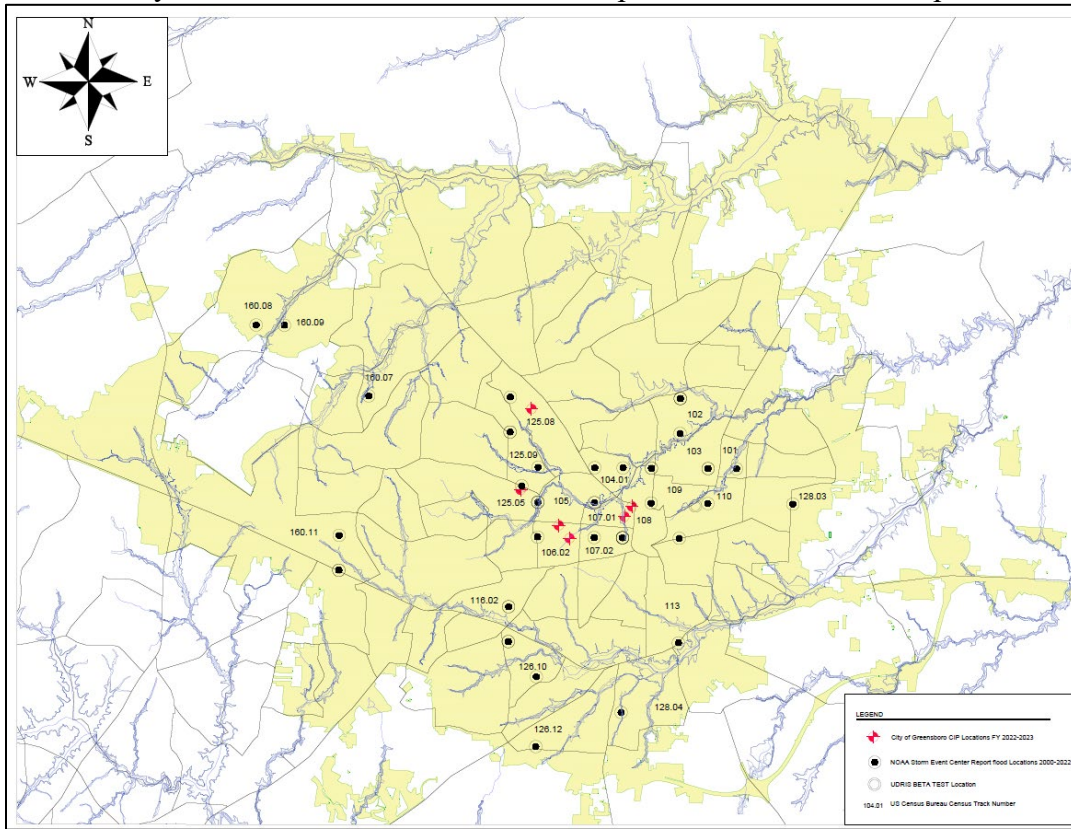 N
W E
S
160.08
160.09
160.07
125.08
102
125.09
103 101
104.01
125.05 105 109 110 128.03
107.01 108
160.11
106.02 107.02
116.02 113
126.10
128.04
126.12
LEGEND
City of Greensboro CIP Locations FY 2022-2023
NOAA Storm Event Center Report flood Locations 2000-2022
UDRIS BETA TEST Location
104.01 US Census Bureau Census Track Number